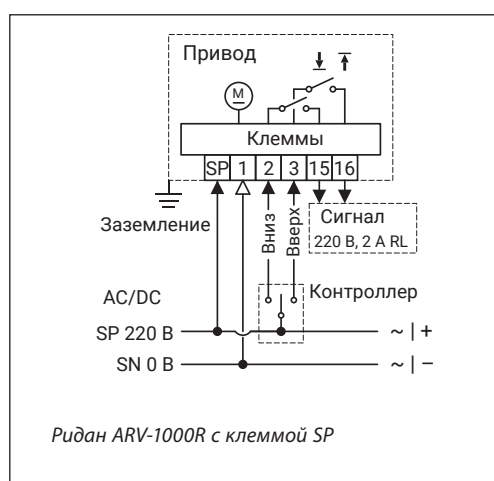 Привод
M
Клеммы
SP 1 2 3 15 16
Заземление
Вниз
Вверх
Сигнал
220 В, 2 А RL
AC/DC
Контроллер
SP 220 В
~ | +
SN 0 В
~ | −
Ридан ARV-1000R с клеммой SP